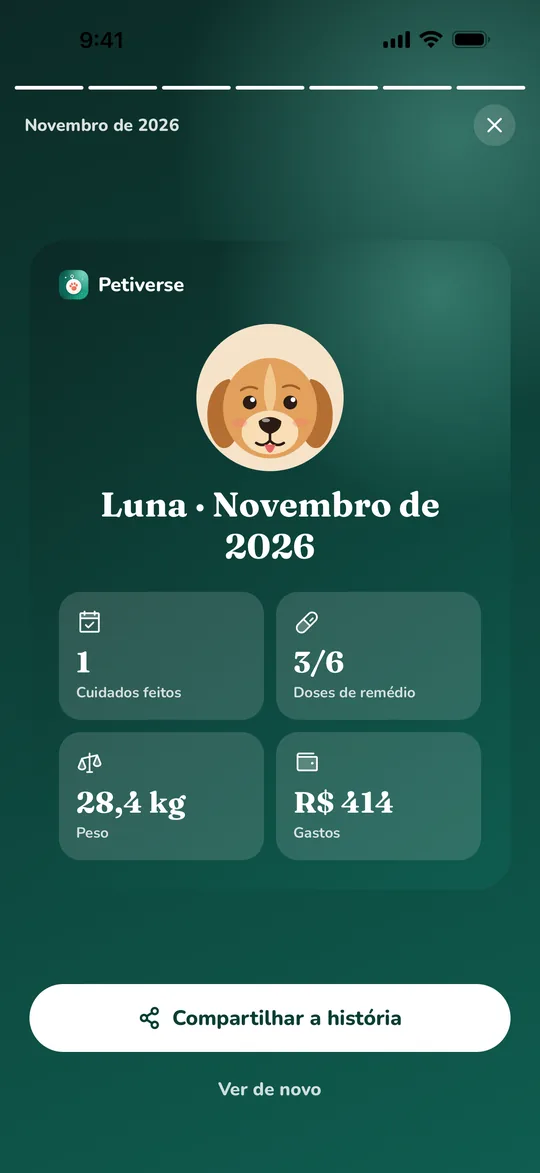 9:41
Novembro de 2026
Petiverse
Luna · Novembro de
2026
1
Cuidados feitos
3/6
Doses de remédio
28,4 kg
Peso
R$ 414
Gastos
Compartilhar a história
Ver de novo